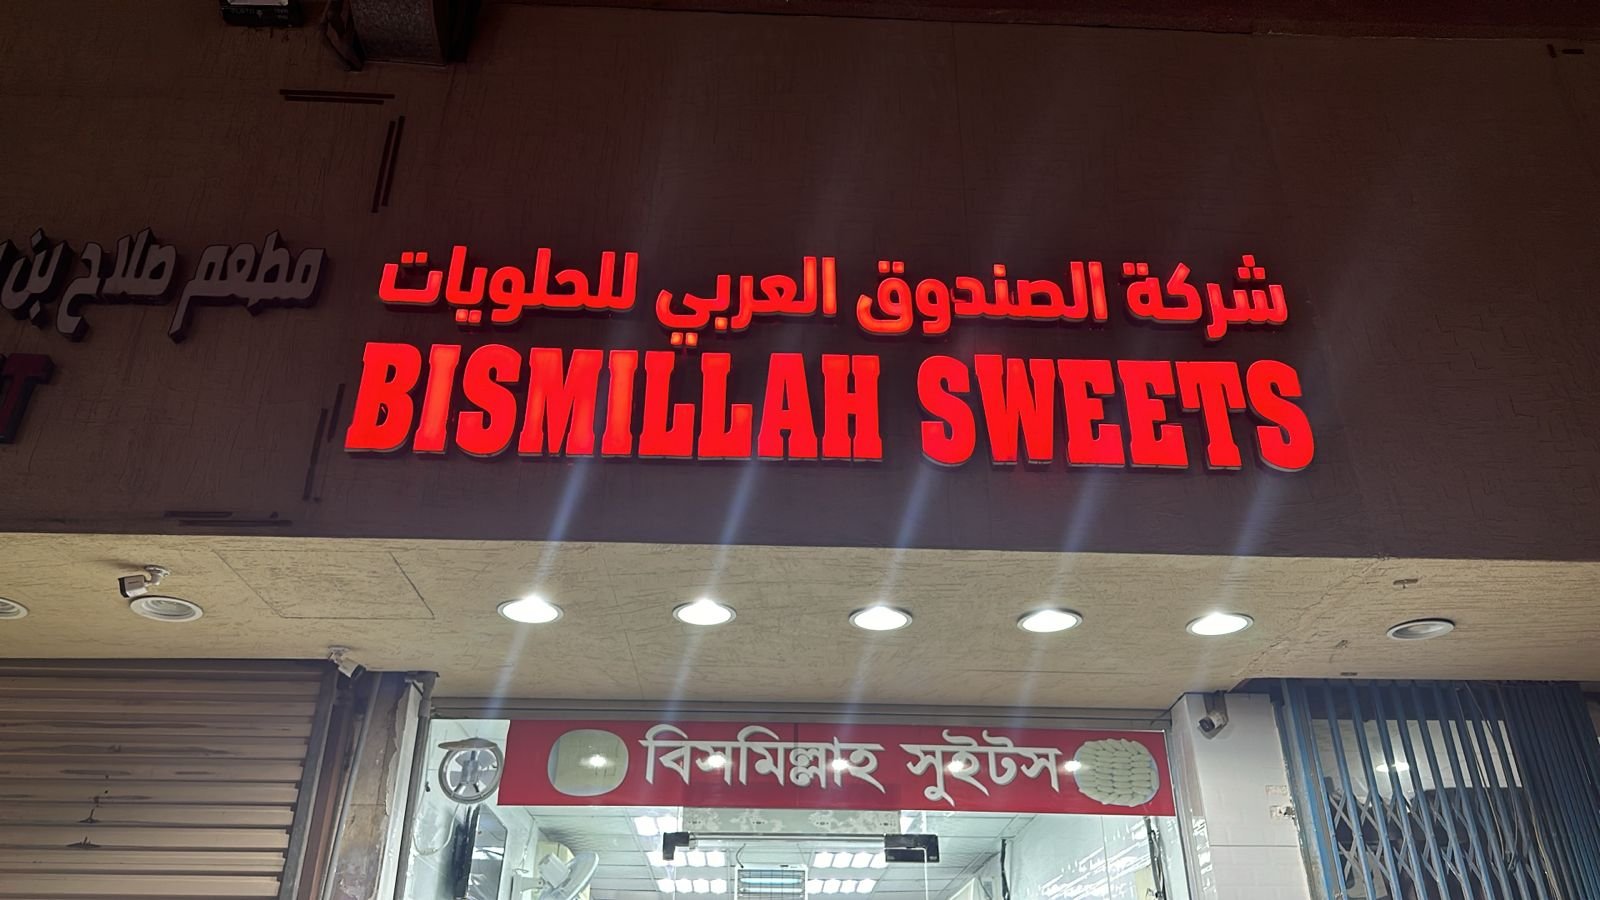 شركة الصندوق العربي للحلويات
BISMILLAH SWEETS
مطعم صلاح بن
T
বিসমিল্লাহ সুইটস